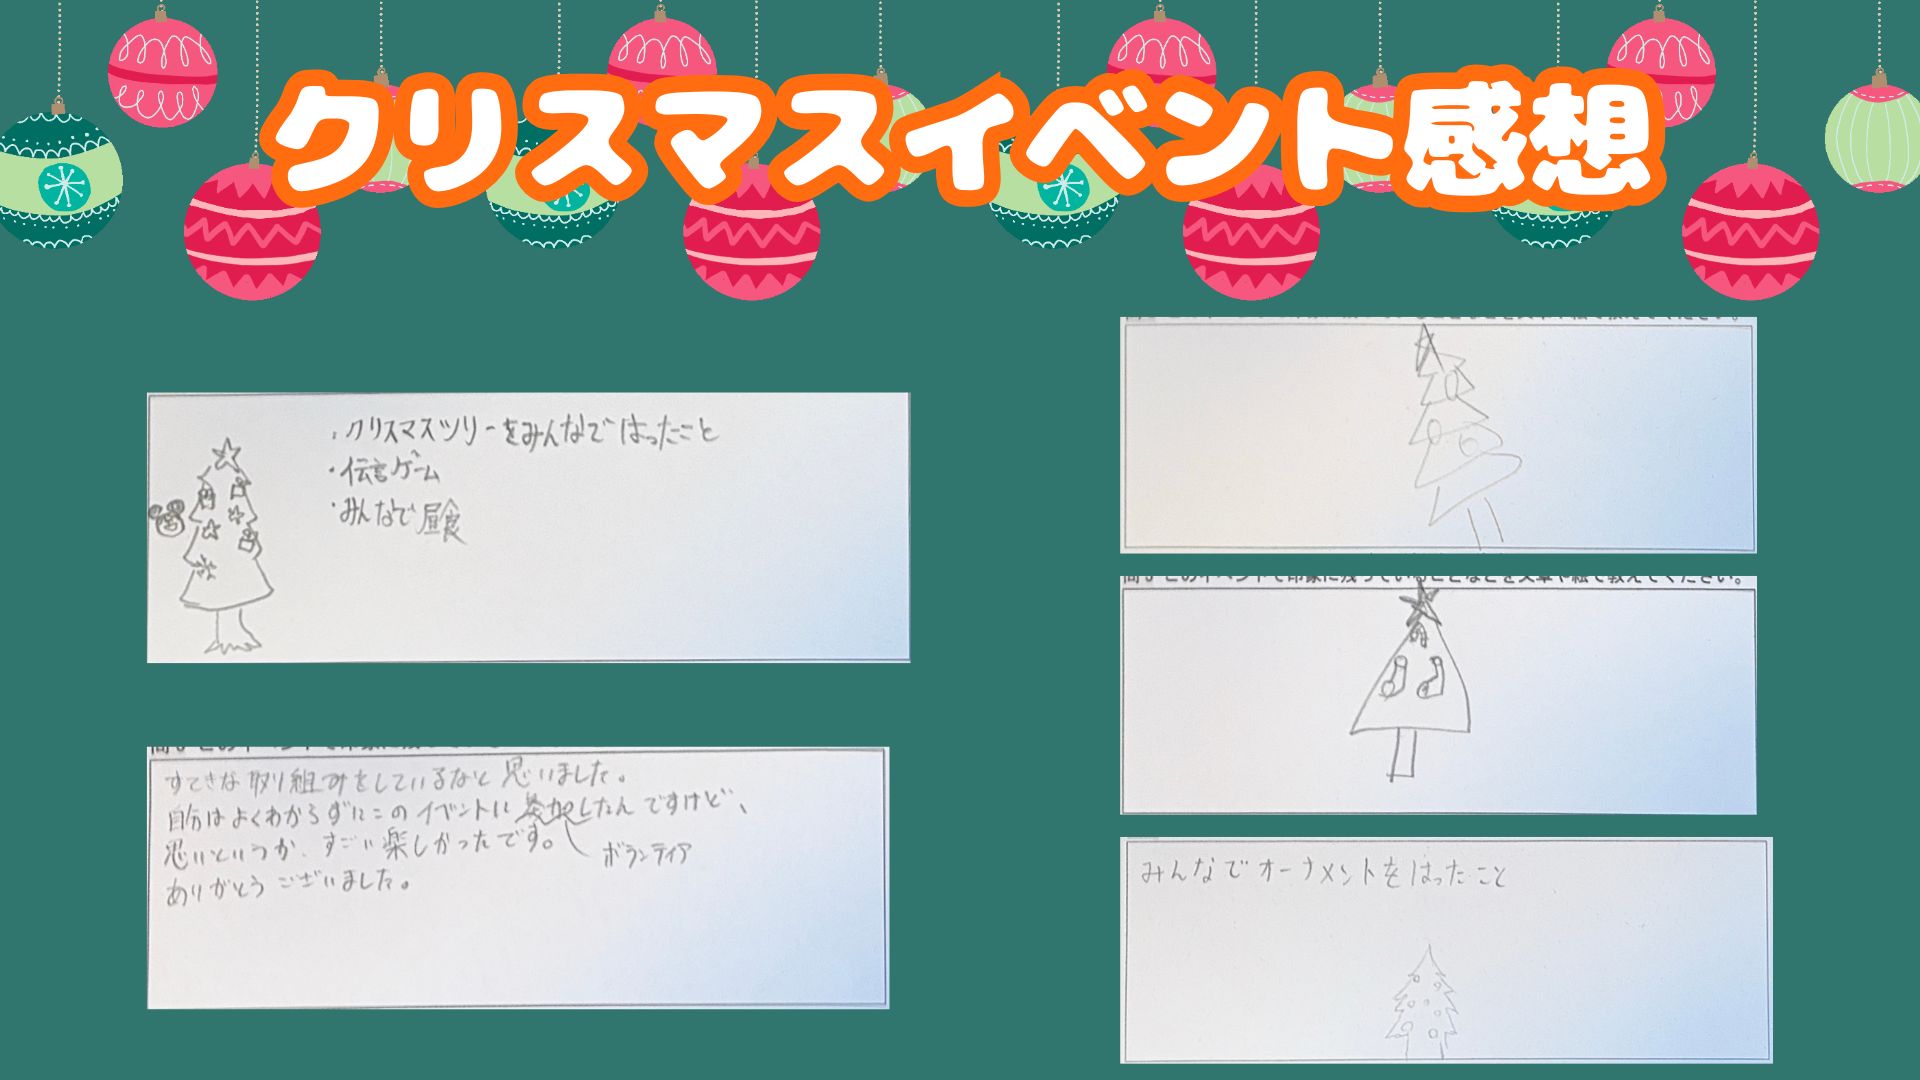 クリスマスイベント感想
・クリスマスツリーをみんなではったこと
・伝言ゲーム
・みんなで昼食
すてきな取り組みをしているなと思いました。
自分はよくわからずにこのイベントに参加したんですけど、
思いというか、すごい楽しかったです。
ボランティア
ありがとうございました。
このイベントで印象に残っていることなどを文章や絵で教えてください。
みんなでオーナメントをはったこと